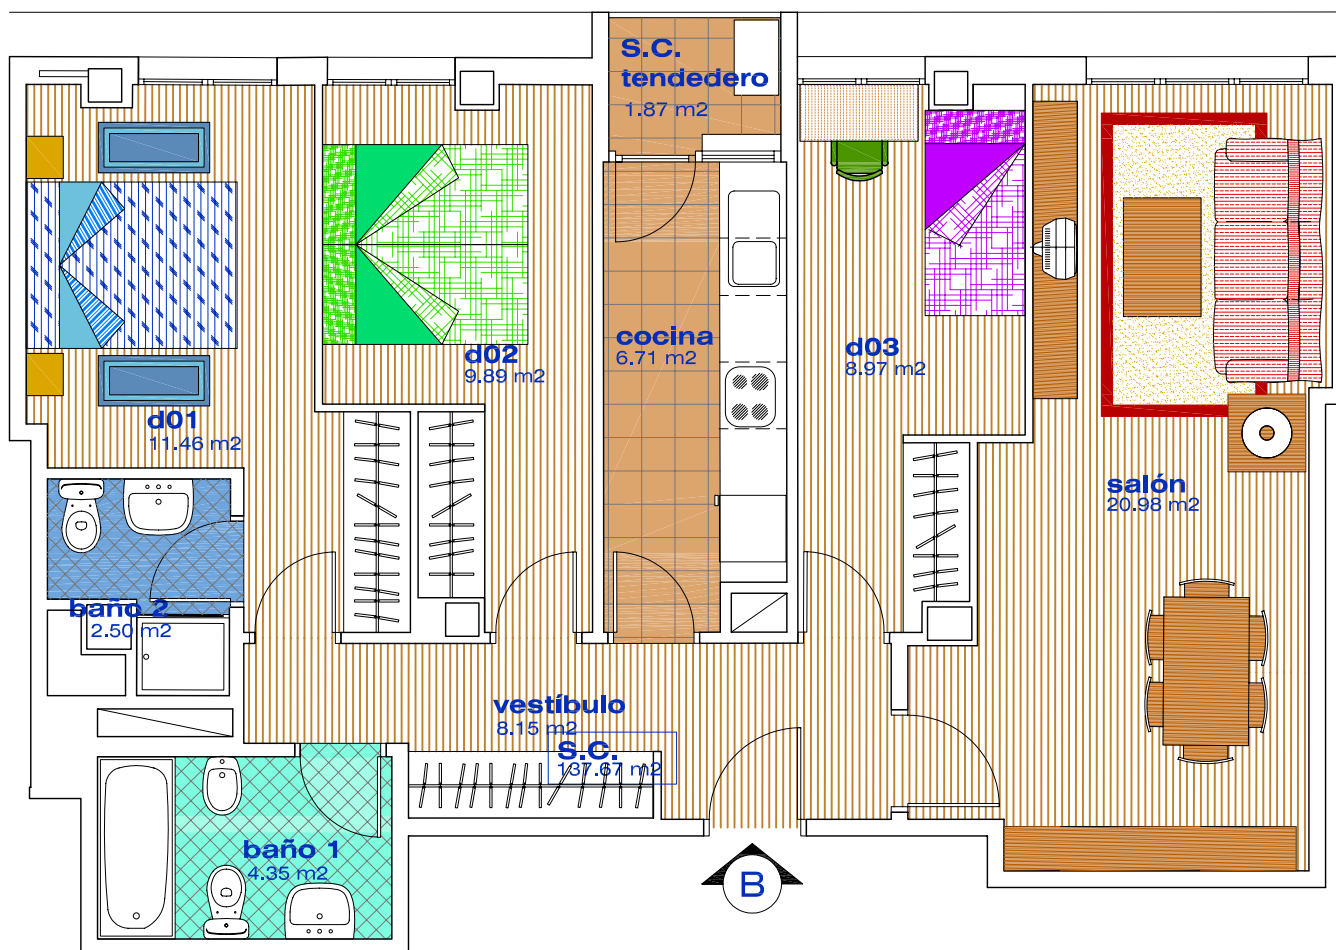 S.C.
tendedero
1.87 m2
cocina
6.71 m2
d02
9.89 m2
d03
8.97 m2
d01
11.46 m2
salón
20.98 m2
baño 2
2.50 m2
vestíbulo
8.15 m2
S.C.
137.67 m2
baño 1
4.35 m2
B